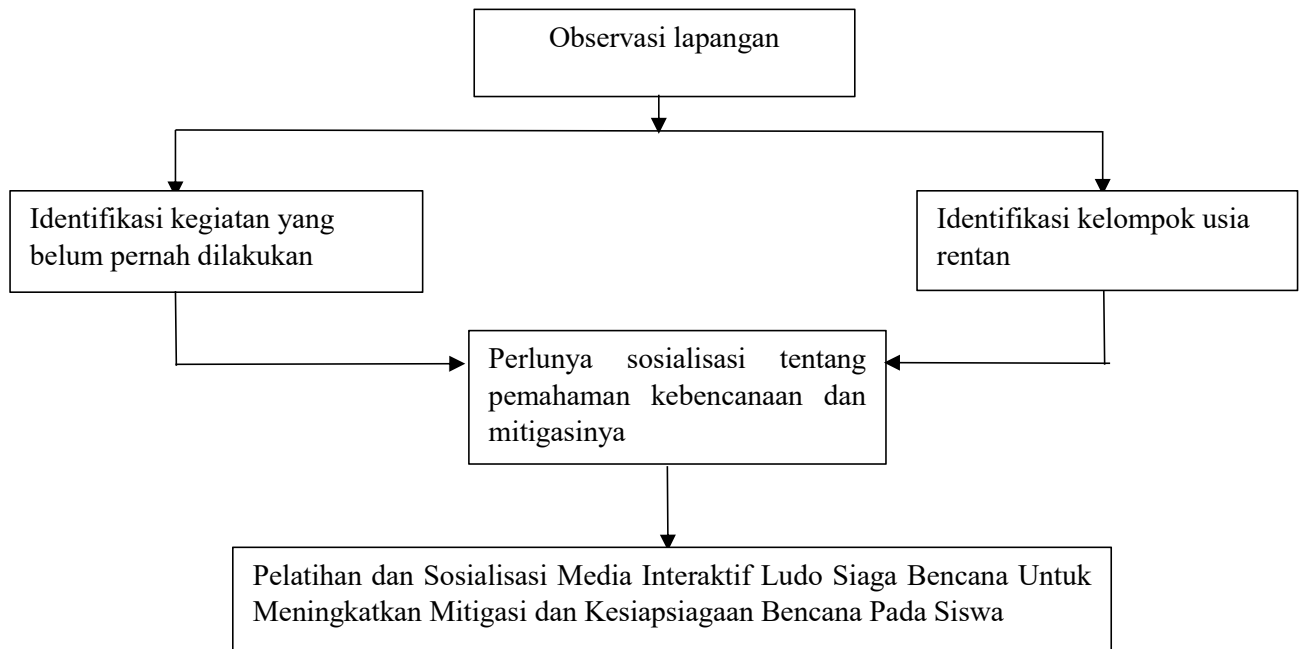 Observasi lapangan
Identifikasi kegiatan yang
belum pernah dilakukan
Identifikasi kelompok usia
rentan
Perlunya sosialisasi tentang
pemahaman kebencanaan dan
mitigasinya
Pelatihan dan Sosialisasi Media Interaktif Ludo Siaga Bencana Untuk
Meningkatkan Mitigasi dan Kesiapsiagaan Bencana Pada Siswa